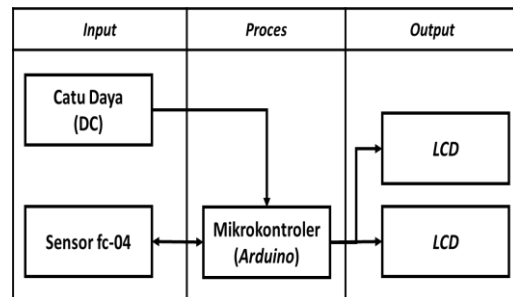 Input
Proces
Output
Catu Daya
(DC)
LCD
Sensor fc-04
Mikrokontroler
(Arduino)
LCD